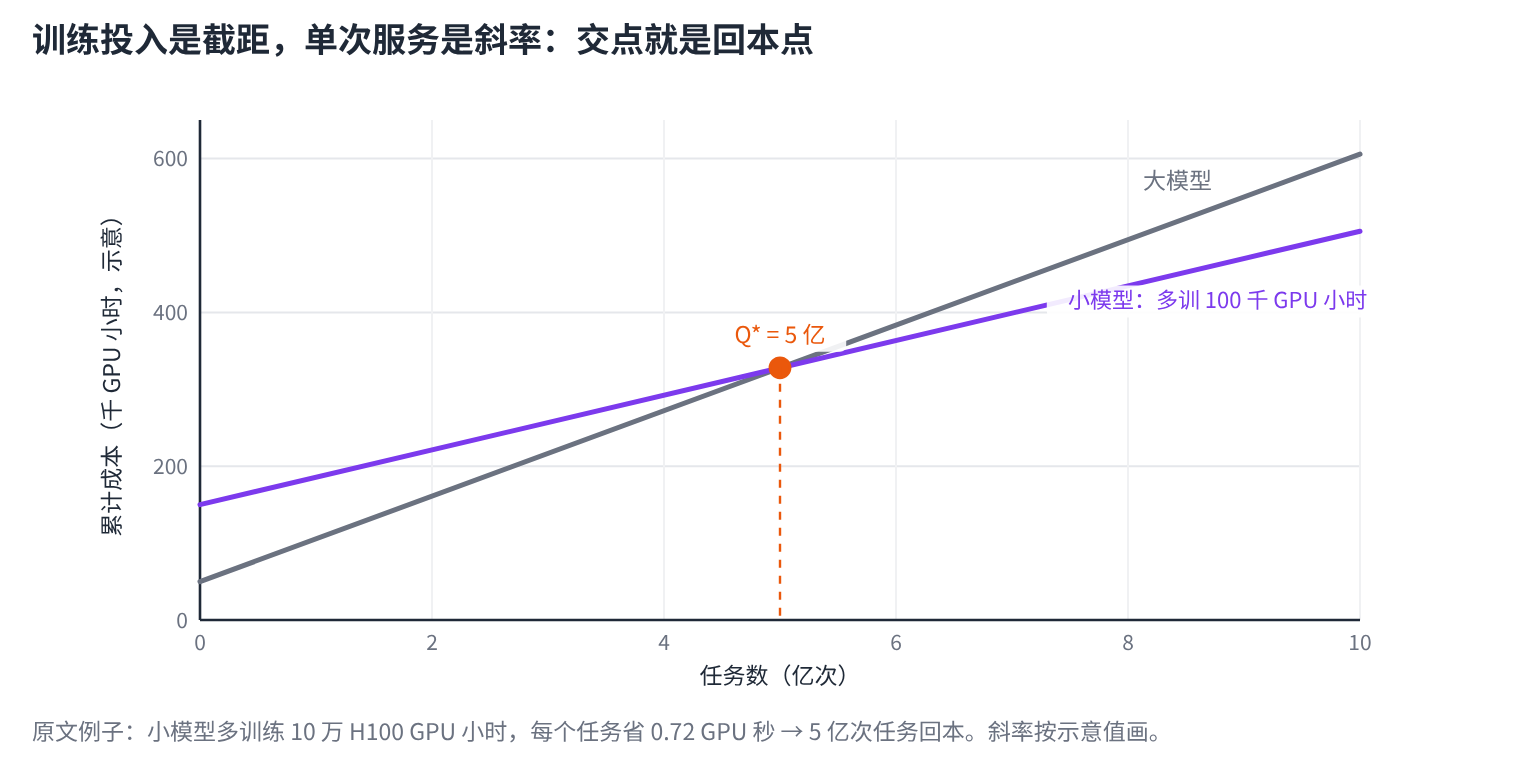 训练投入是截距，单次服务是斜率：交点就是回本点
累计成本（千 GPU 小时，示意）
600
400
200
0
大模型
小模型：多训 100 千 GPU 小时
Q* = 5 亿
0
2
4
6
8
10
任务数（亿次）
原文例子：小模型多训练 10 万 H100 GPU 小时，每个任务省 0.72 GPU 秒 → 5 亿次任务回本。斜率按示意值画。